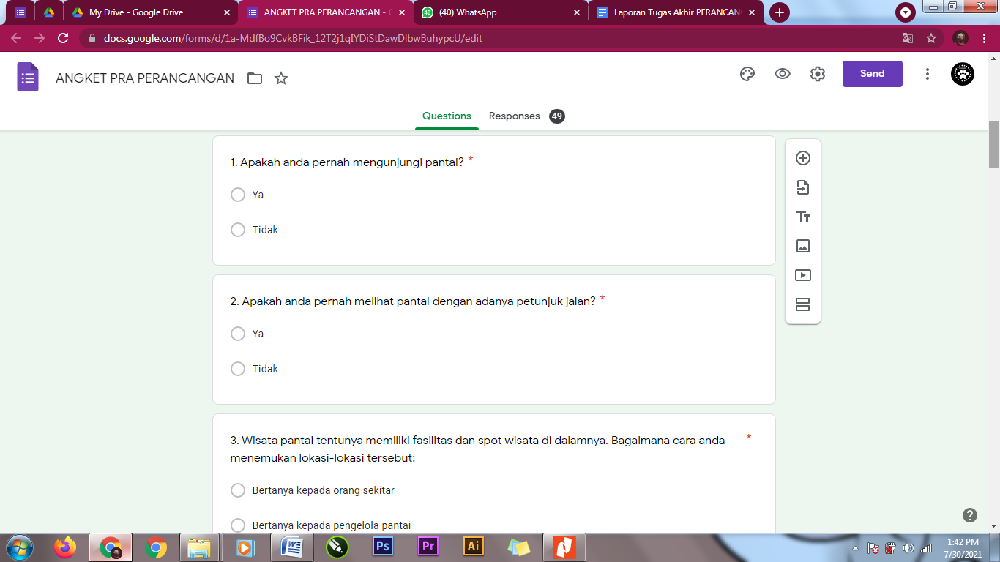 My Drive - Google Drive
ANGKET PRA PERANCANGAN -
(40) WhatsApp
Laporan Tugas Akhir PERANCAN
docs.google.com/forms/d/1a-MdfBo9CvkBFik_12T2j1qIYDiStDawDlbwBuhypcU/edit
ANGKET PRA PERANCANGAN
Send
Questions
Responses 49
1. Apakah anda pernah mengunjungi pantai? *
Ya
Tidak
2. Apakah anda pernah melihat pantai dengan adanya petunjuk jalan? *
Ya
Tidak
3. Wisata pantai tentunya memiliki fasilitas dan spot wisata di dalamnya. Bagaimana cara anda *
menemukan lokasi-lokasi tersebut:
Bertanya kepada orang sekitar
Bertanya kepada pengelola pantai
Ps
Pr
Ai
1:42 PM
7/30/2021